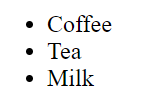 • Coffee
• Tea
• Milk